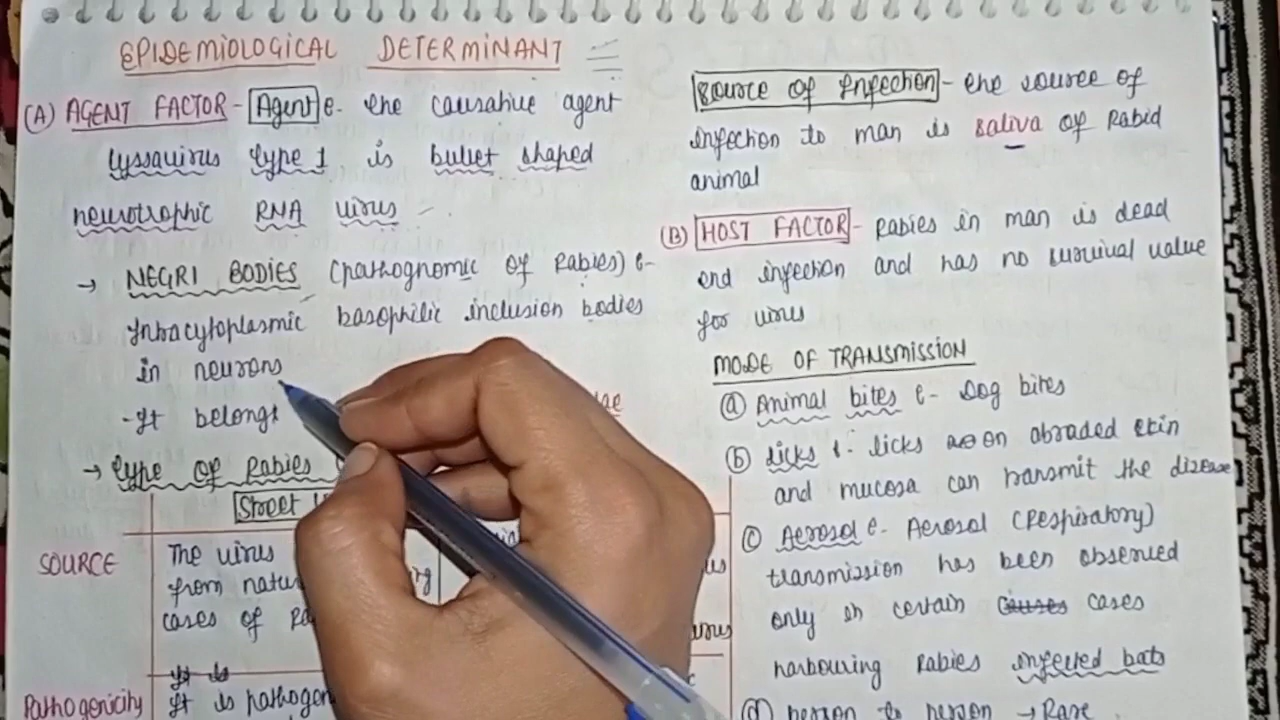 EPIDEMIOLOGICAL DETERMINANT
(A) AGENT FACTOR - Agent :- the causative agent
lyssavirus type 1 is bullet shaped
neurotrophic RNA virus
→ NEGRI BODIES (pathognomic of Rabies) :-
Intracytoplasmic basophilic inclusion bodies
in neurons
- It belongs
→ Type of Rabies
Street
SOURCE
The virus
from
cases of
It is
Pathogenicity
It is
Source of Infection - the source of
infection to man is saliva of Rabid
animal
(B) HOST FACTOR - Rabies in man is dead
end infection and has no survival value
for virus
MODE OF TRANSMISSION
(a) Animal bites :- Dog bites
(b) Licks :- licks on abraded skin
and mucosa can transmit the disease
(c) Aerosol :- Aerosol (Respiratory)
transmission has been observed
only in certain causes cases
harbouring Rabies infected bats
(d) person to person → Rare